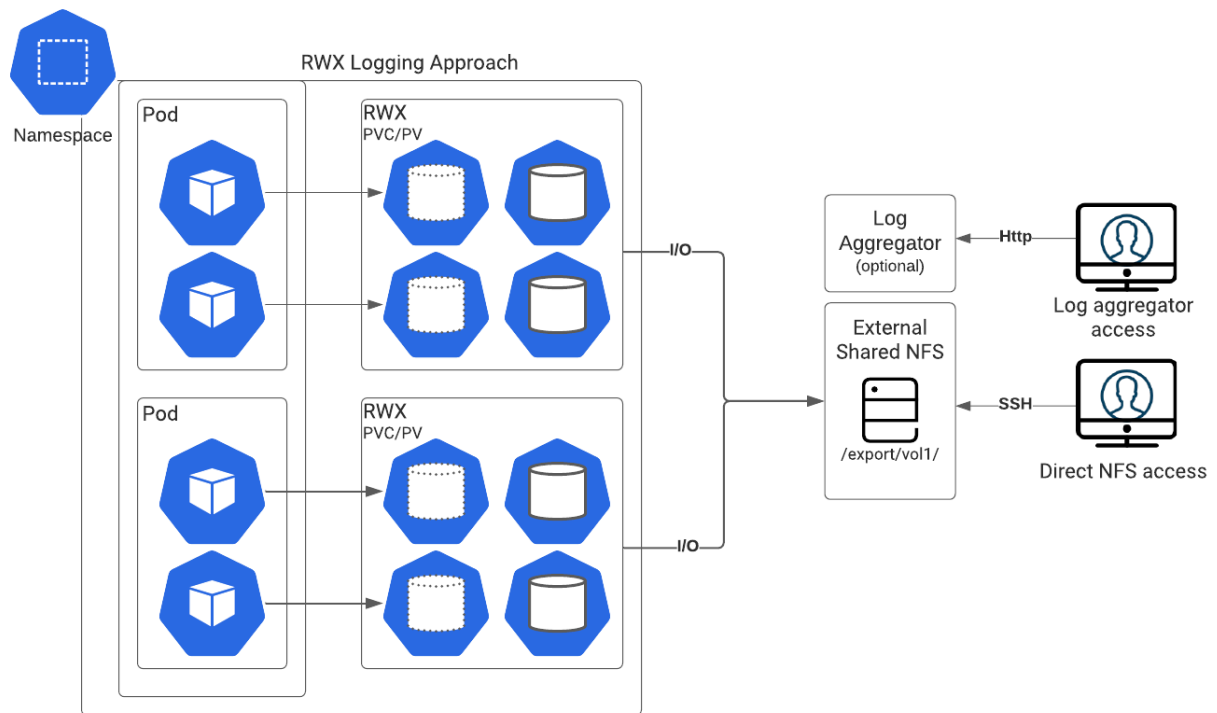 RWX Logging Approach
Namespace
Pod
RWX
PVC/PV
I/O
Pod
RWX
PVC/PV
I/O
Log
Aggregator
(optional)
Http
Log aggregator
access
External
Shared NFS
/export/vol1/
SSH
Direct NFS access